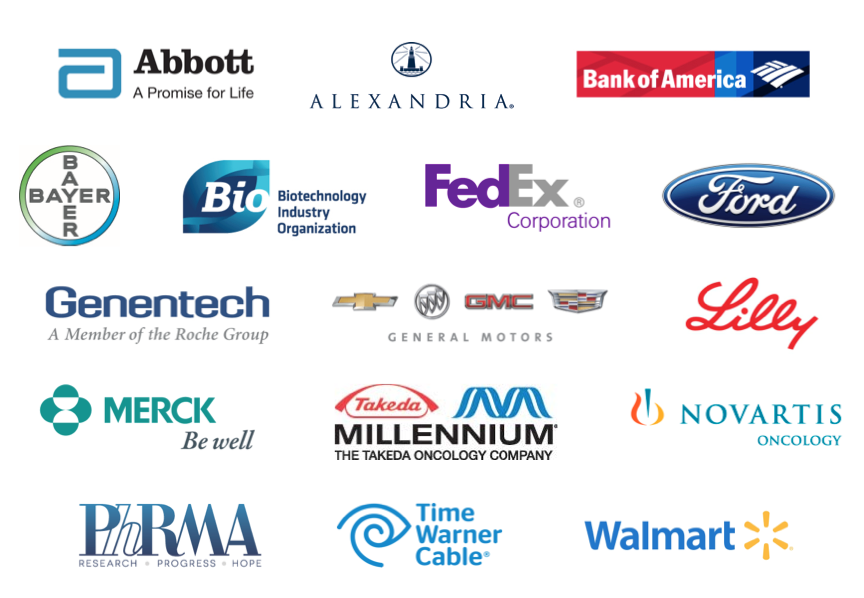 Abbott
A Promise for Life
ALEXANDRIA®
Bank of America
BAYER
BAYER
Bio
Biotechnology
Industry
Organization
FedEx®
Corporation
Ford
Genentech
A Member of the Roche Group
GMC
GENERAL MOTORS
Lilly
MERCK
Be well
Takeda
MILLENNIUM®
THE TAKEDA ONCOLOGY COMPANY
NOVARTIS
ONCOLOGY
PhRMA
RESEARCH • PROGRESS • HOPE
Time
Warner
Cable®
Walmart